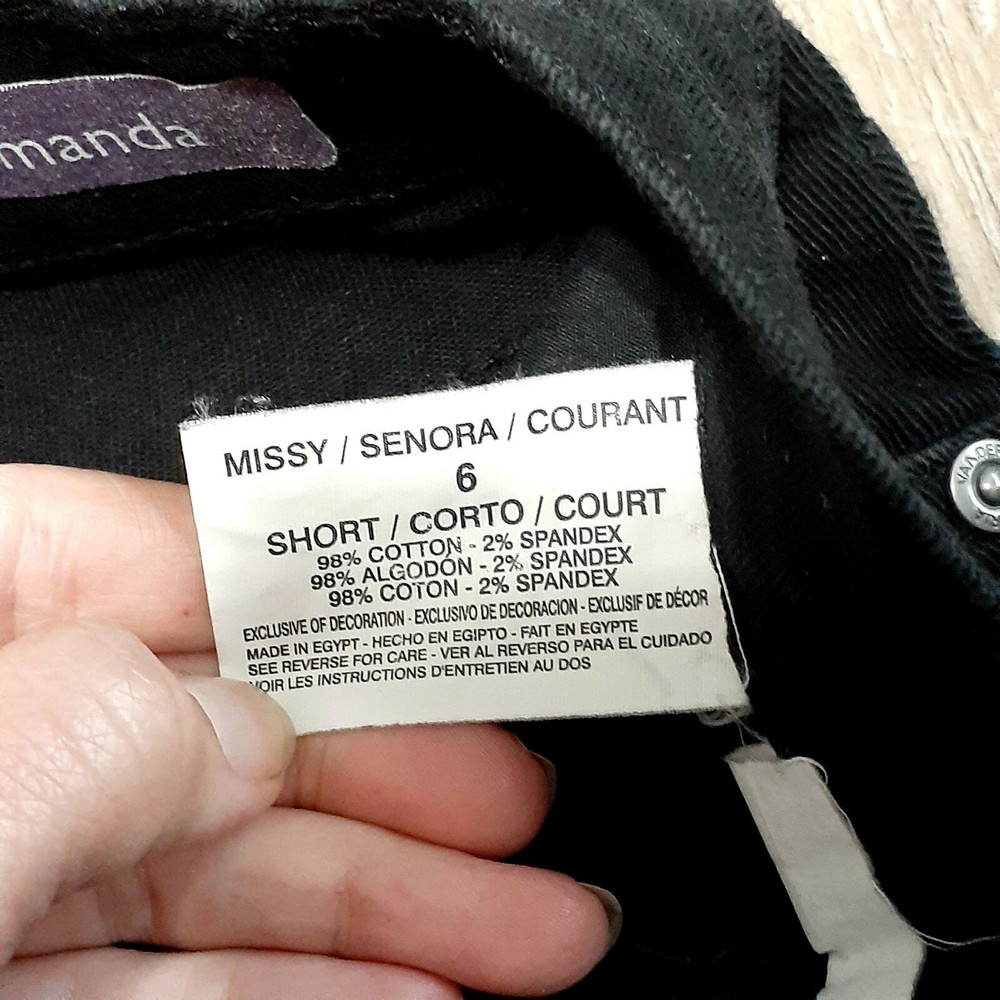 manda
MISSY / SENORA / COURANT
6
SHORT / CORTO / COURT
98% COTTON - 2% SPANDEX
98% ALGODÓN - 2% SPANDEX
98% COTON - 2% SPANDEX
EXCLUSIVE OF DECORATION - EXCLUSIVO DE DECORACION - EXCLUSIF DE DÉCOR
MADE IN EGYPT - HECHO EN EGIPTO - FAIT EN EGYPTE
SEE REVERSE FOR CARE - VER AL REVERSO PARA EL CUIDADO
VOIR LES INSTRUCTIONS D'ENTRETIEN AU DOS
VANDER